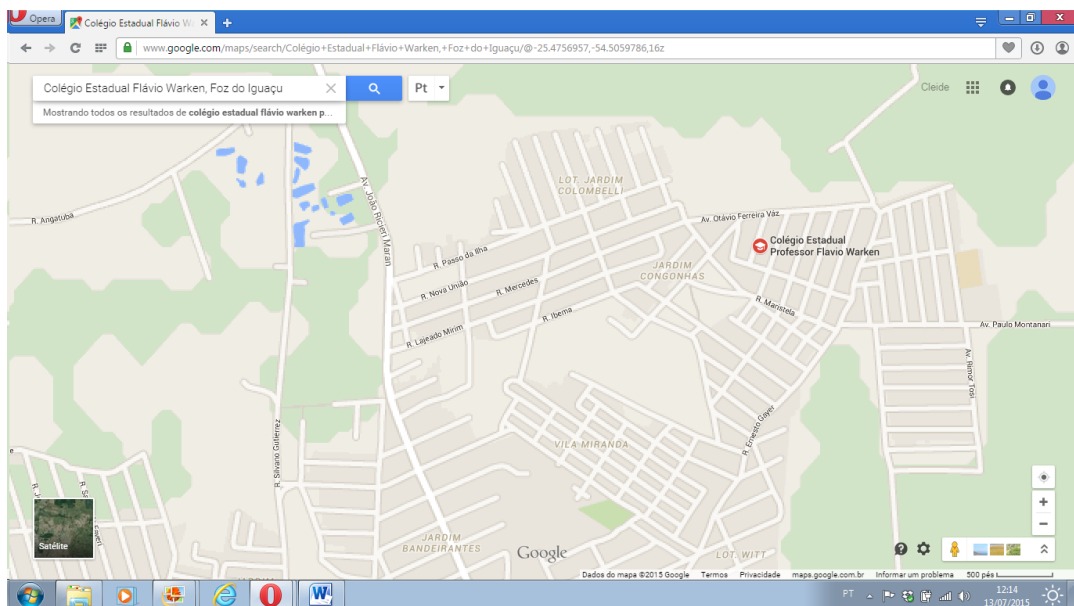 Opera
Colégio Estadual Flávio W
www.google.com/maps/search/Colégio+Estadual+Flávio+Warken,+Foz+do+Iguaçu/@-25.4756957,-54.5059786,16z
Colégio Estadual Flávio Warken, Foz do Iguaçu
Pt
Cleide
Mostrando todos os resultados de colégio estadual flávio warken p...
LOT. JARDIM
COLOMBELLI
Av. João Ricieri Maran
R. Angatuba
Av. Otávio Ferreira Vaz
Colégio Estadual
Professor Flavio Warken
R. Passo da Ilha
JARDIM
CONGONHAS
R. Nova União
R. Mercedes
R. Maristela
R. Ibema
R. Lajeado Mirim
Av. Paulo Montanari
Av. Rimor Tosi
R. Ernesto Gayer
R. Silvano Gutierrez
VILA MIRANDA
Satélite
JARDIM
BANDEIRANTES
Google
LOT. WITT
Dados do mapa ©2015 Google Termos Privacidade maps.google.com.br Informar um problema 500 pés
PT
12:14
13/07/2015